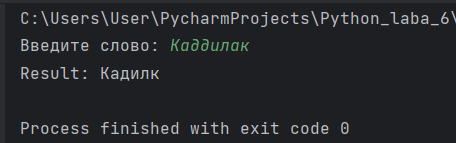 C:\Users\User\PycharmProjects\Python_laba_6\
Введите слово: Каддилак
Result: Кадилк
Process finished with exit code 0